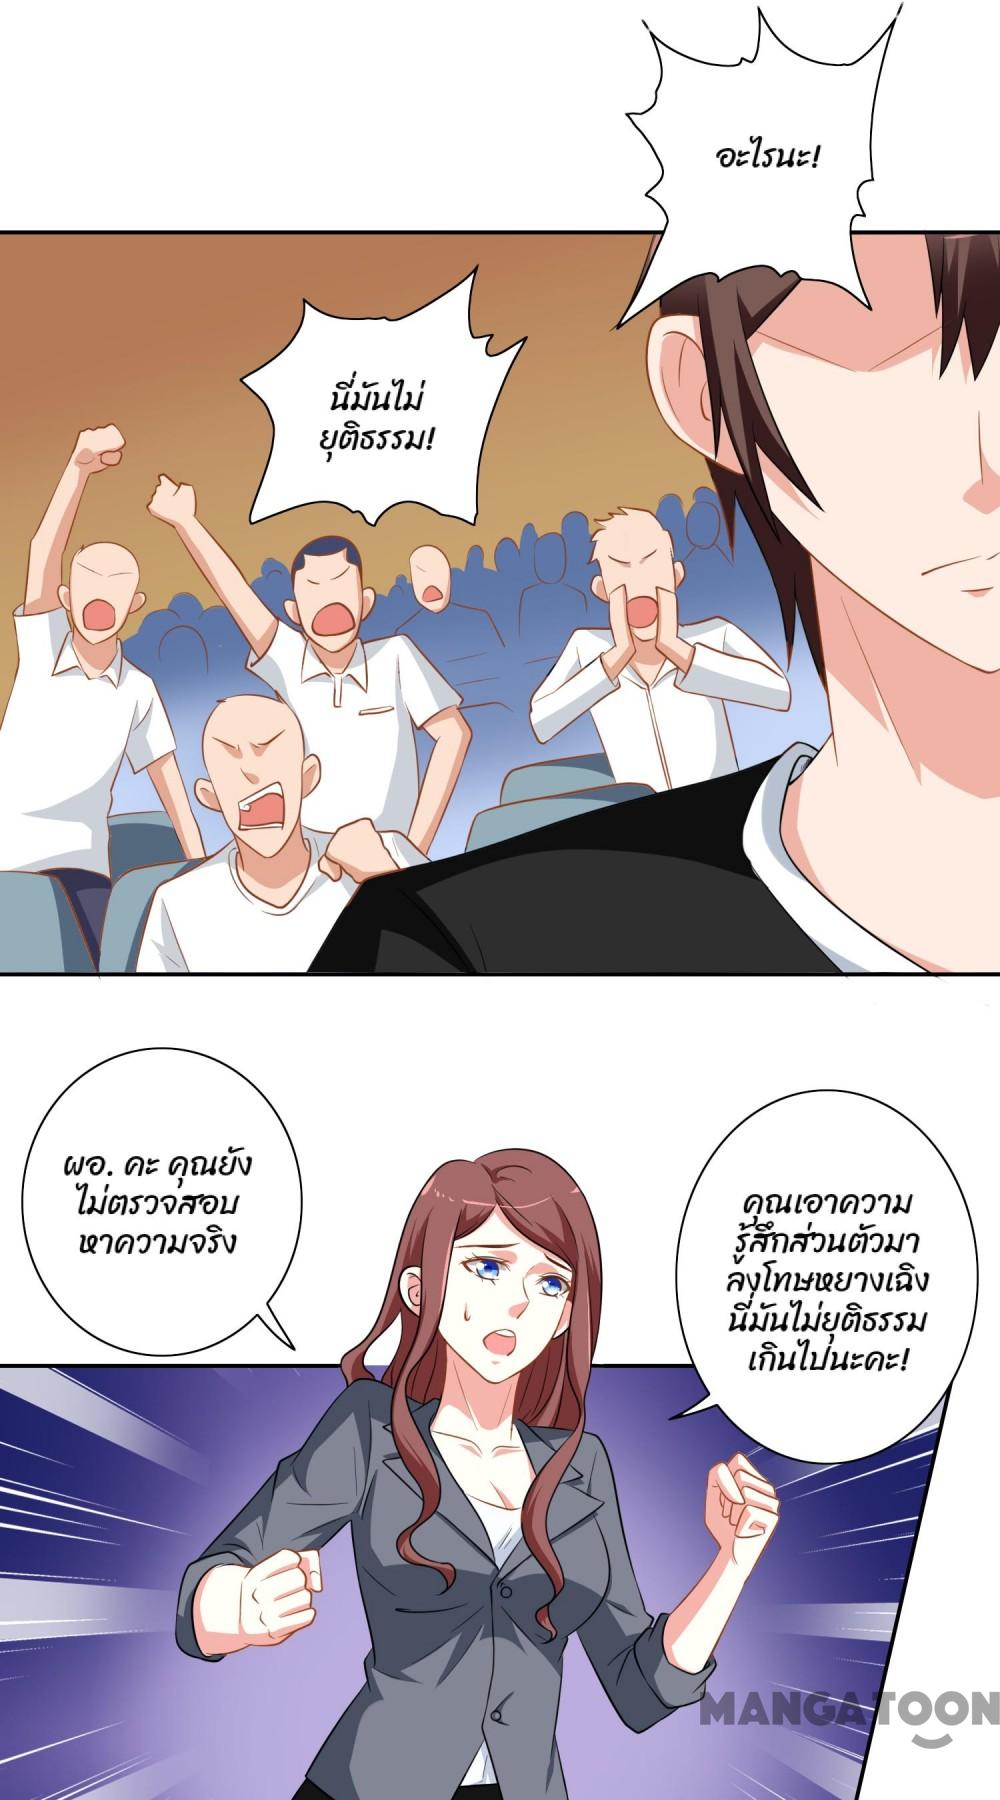 อะไรนะ!
นี่มันไม่
ยุติธรรม!
ผอ. คะ คุณยัง
ไม่ตรวจสอบ
หาความจริง
คุณเอาความ
รู้สึกส่วนตัวมา
ลงโทษหยางเฉิง
นี่มันไม่ยุติธรรม
เกินไปนะคะ!
MANGATOON